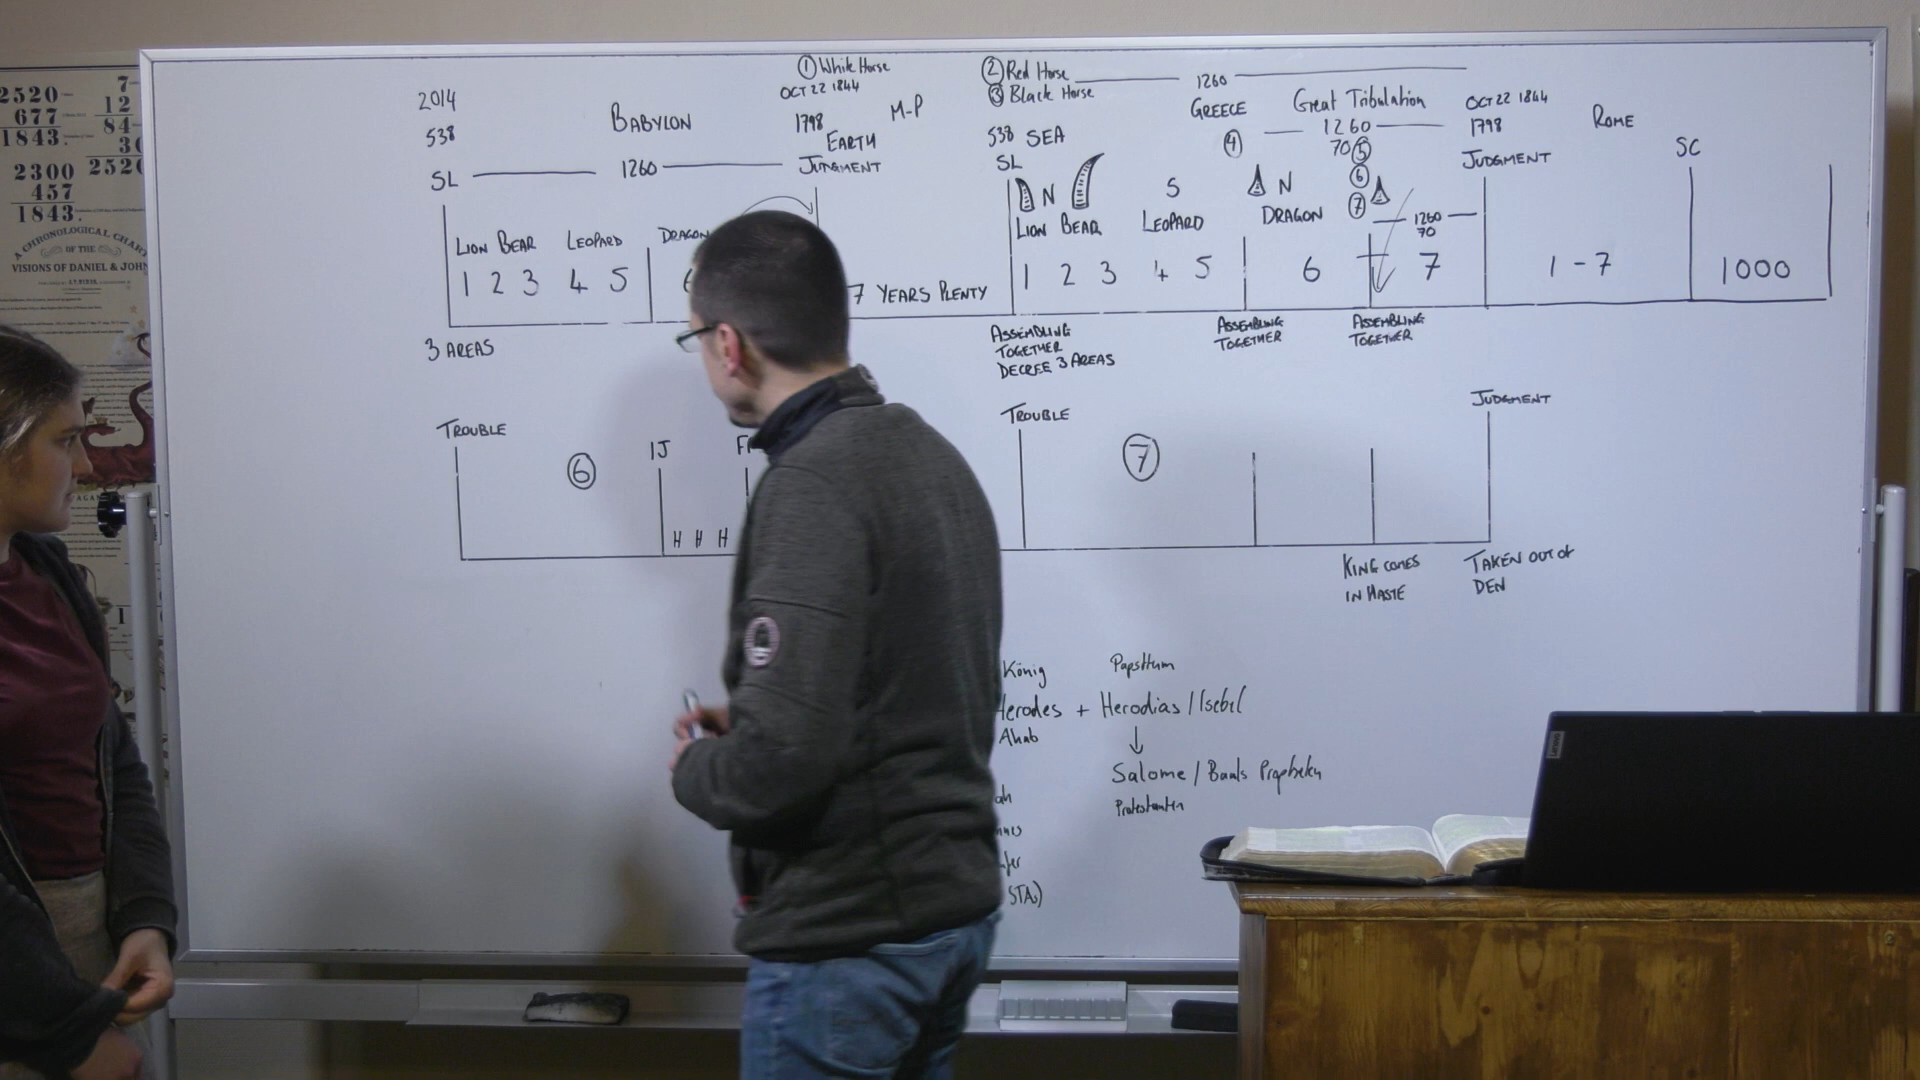 2520
677
1843.
2300
457
1843.
7
12
84
2520
A CHRONOLOGICAL CHART
OF THE
VISIONS OF DANIEL & JOHN
2014
538
BABYLON
① White Horse
OCT 22 1844
1798
EARTH
JUDGMENT
M-P
SL 1260
LION BEAR LEOPARD DRAGON
1 2 3 4 5
7 YEARS PLENTY
3 AREAS
② Red Horse 1260
③ Black Horse
538 SEA
SL
GREECE
④
Great Tribulation
1260
70 ⑤
⑥
⑦
OCT 22 1844
1798
JUDGMENT
ROME
SC
N S N
LION BEAR LEOPARD DRAGON
1260
70
1 2 3 4 5 6 7 1-7 1000
ASSEMBLING
TOGETHER
DECREE 3 AREAS
ASSEMBLING
TOGETHER
ASSEMBLING
TOGETHER
TROUBLE
⑥
IJ
H H H
TROUBLE
⑦
JUDGMENT
KING COMES
IN HASTE
TAKEN OUT OF
DEN
König Papsttum
Herodes + Herodias / Isebel
Ahab ↓
Salome / Baals Propheten
Protestanten
STAs)
Lenovo